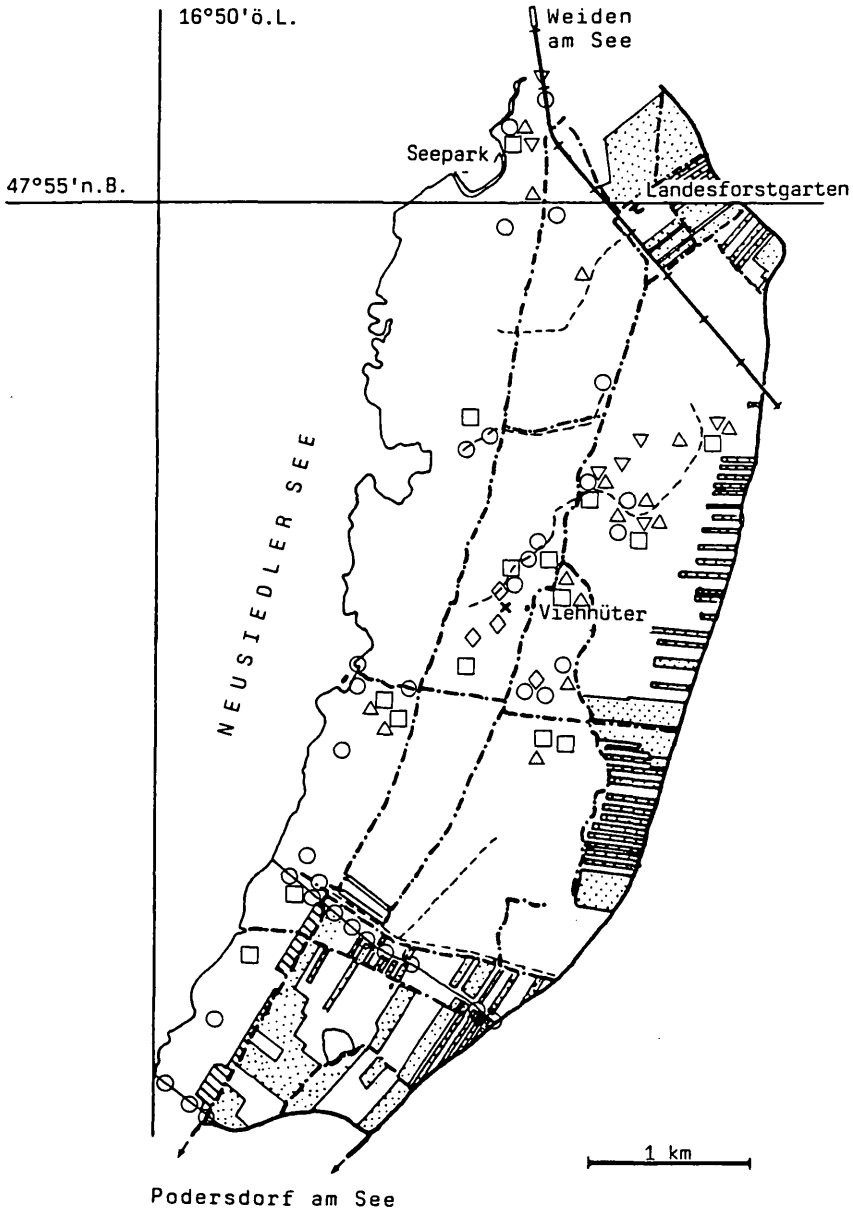 16°50'ö.L.
Weiden
am See
Seepark
47°55'n.B.
Landesforstgarten
NEUSIEDLER SEE
Viehhüter
1 km
Podersdorf am See